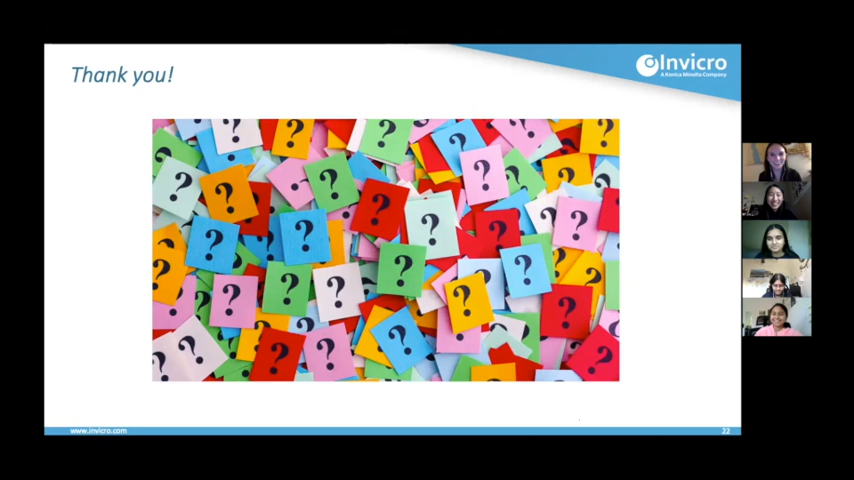 Thank you!
Invicro
A Konica Minolta Company
? ? ? ? ? ? ? ? ? ? ? ? ? ? ? ? ? ? ? ? ? ? ? ? ? ? ? ? ? ?
www.invicro.com
22